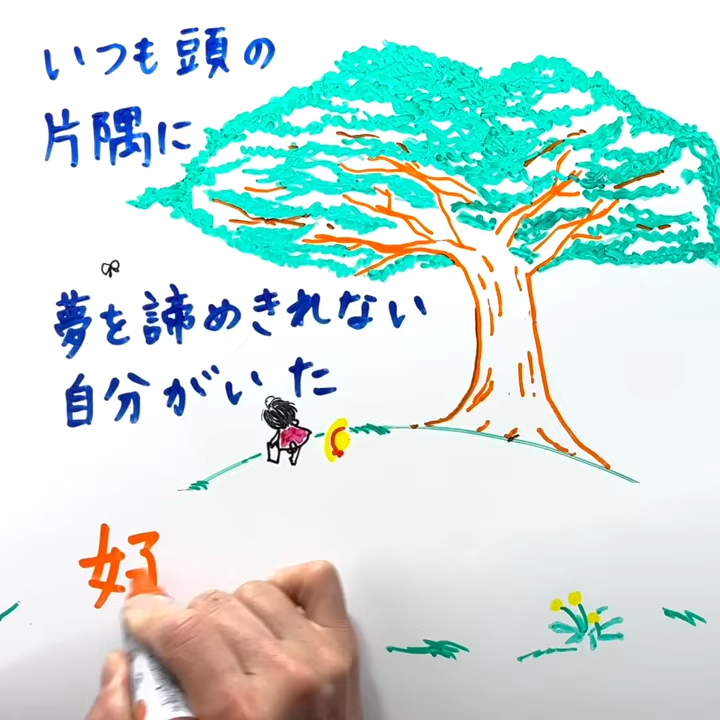 いつも頭の
片隅に
夢を諦めきれない
自分がいた
好